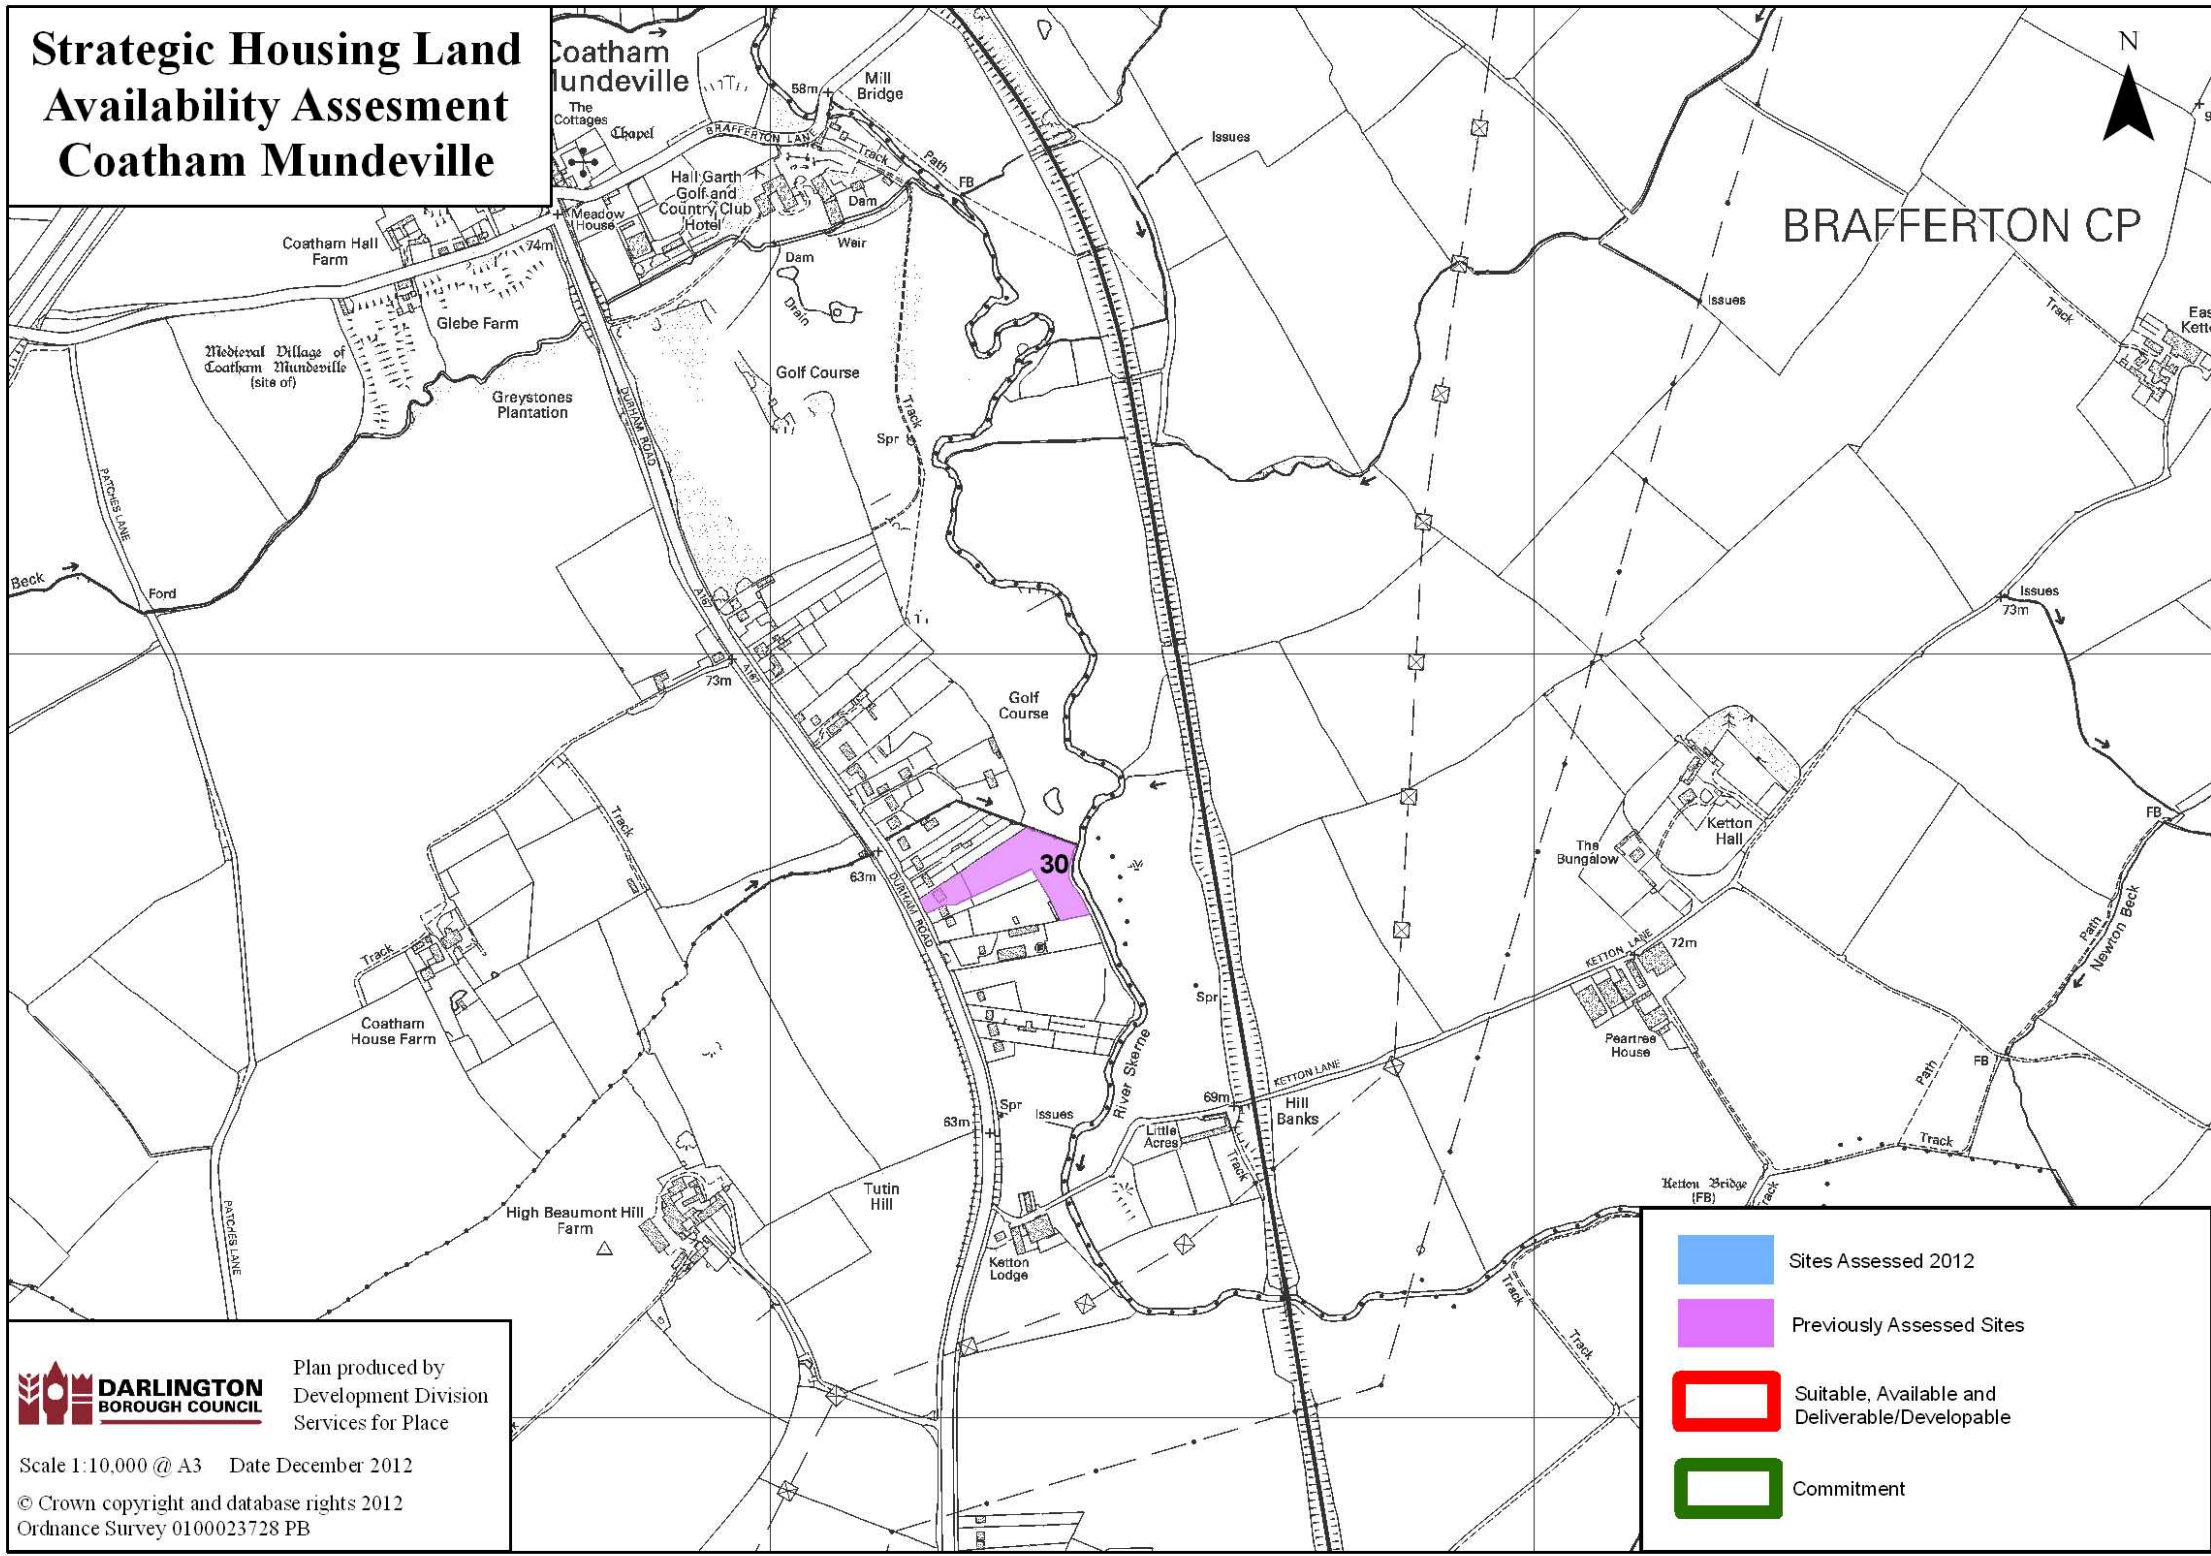 Strategic Housing Land
Availability Assesment
Coatham Mundeville
Coatham
Mundeville
The
Cottages
Chapel
58m
Mill
Bridge
BRAFFERTON LANE
Track
Path
FB
Issues
N
BRAFFERTON CP
Hall Garth
Golf and
Country Club
Hotel
Dam
Weir
Meadow
House
74m
Coatham Hall
Farm
Glebe Farm
Dam
Drain
Medieval Village of
Coatham Mundeville
(site of)
Greystones
Plantation
DURHAM ROAD
Golf Course
Track
Spr
Issues
Track
PATCHES LANE
Beck
Ford
A167
A167
73m
Golf
Course
Issues
73m
Track
63m
DURHAM ROAD
30
The
Bungalow
Ketton
Hall
FB
Path
Newton Beck
Track
Coatham
House Farm
KETTON LANE
72m
Peartree
House
Spr
River Skerne
KETTON LANE
69m
Hill
Banks
Path
FB
Track
Spr
Issues
63m
Little
Acres
Track
Tutin
Hill
High Beaumont Hill
Farm
PATCHES LANE
Ketton
Lodge
Ketton Bridge
(FB)
Track
Track
Sites Assessed 2012
Previously Assessed Sites
Suitable, Available and
Deliverable/Developable
Commitment
DARLINGTON
BOROUGH COUNCIL
Plan produced by
Development Division
Services for Place
Scale 1:10,000 @ A3 Date December 2012
© Crown copyright and database rights 2012
Ordnance Survey 0100023728 PB